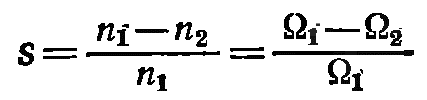 s = (n₁ − n₂) / n₁ = (Ω₁ − Ω₂) / Ω₁